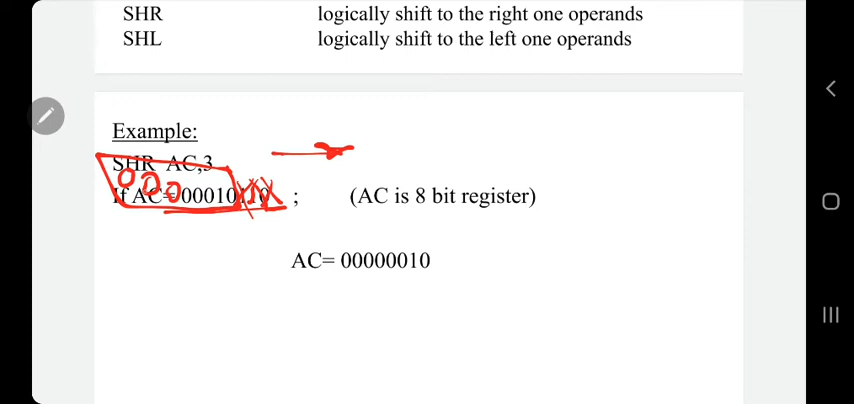 SHR logically shift to the right one operands
SHL logically shift to the left one operands
Example:
SHR AC,3
000
If AC= 00010110 ; (AC is 8 bit register)
AC= 00000010